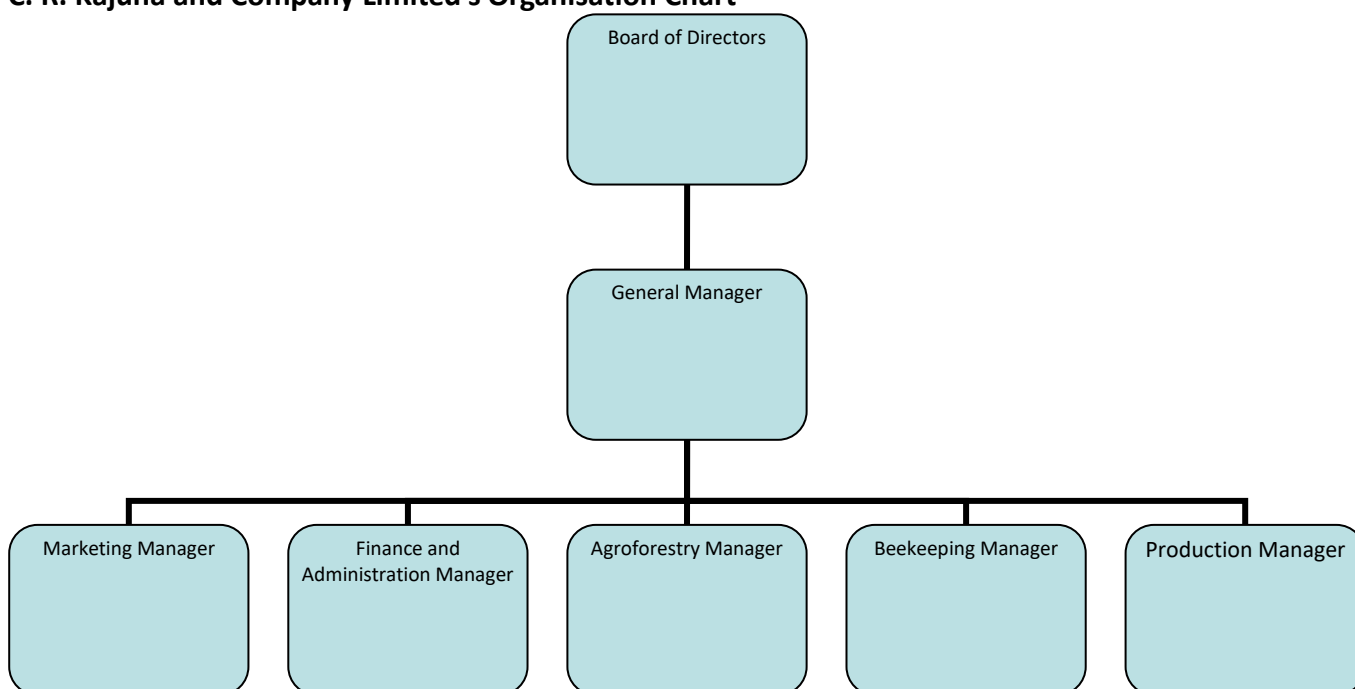 C. R. Rajuna and Company Limited's Organisation Chart
Board of Directors
General Manager
Marketing Manager
Finance and
Administration Manager
Agroforestry Manager
Beekeeping Manager
Production Manager